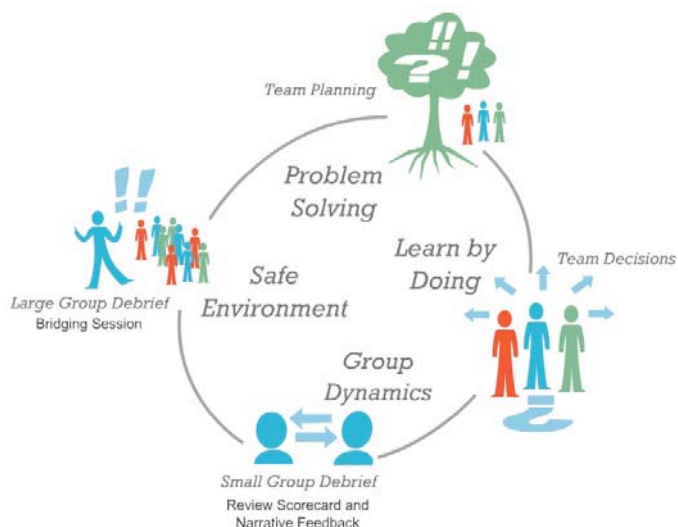 !!
?
!
Team Planning
Problem
Solving
!!
Learn by
Doing
Team Decisions
Safe
Environment
Large Group Debrief
Bridging Session
Group
Dynamics
?
Small Group Debrief
Review Scorecard and
Narrative Feedback